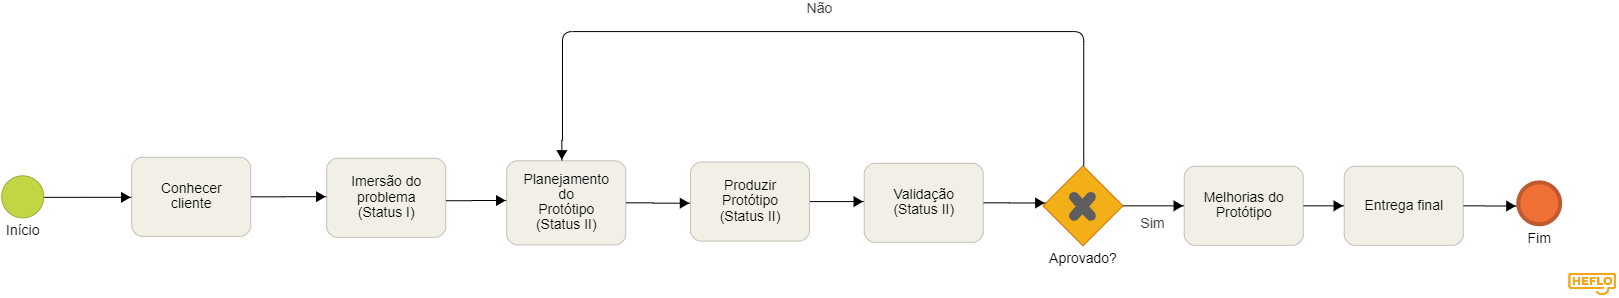 Não
Início
Conhecer
cliente
Imersão do
problema
(Status I)
Planejamento
do
Protótipo
(Status II)
Produzir
Protótipo
(Status II)
Validação
(Status II)
Aprovado?
Sim
Melhorias do
Protótipo
Entrega final
Fim
HEFLO